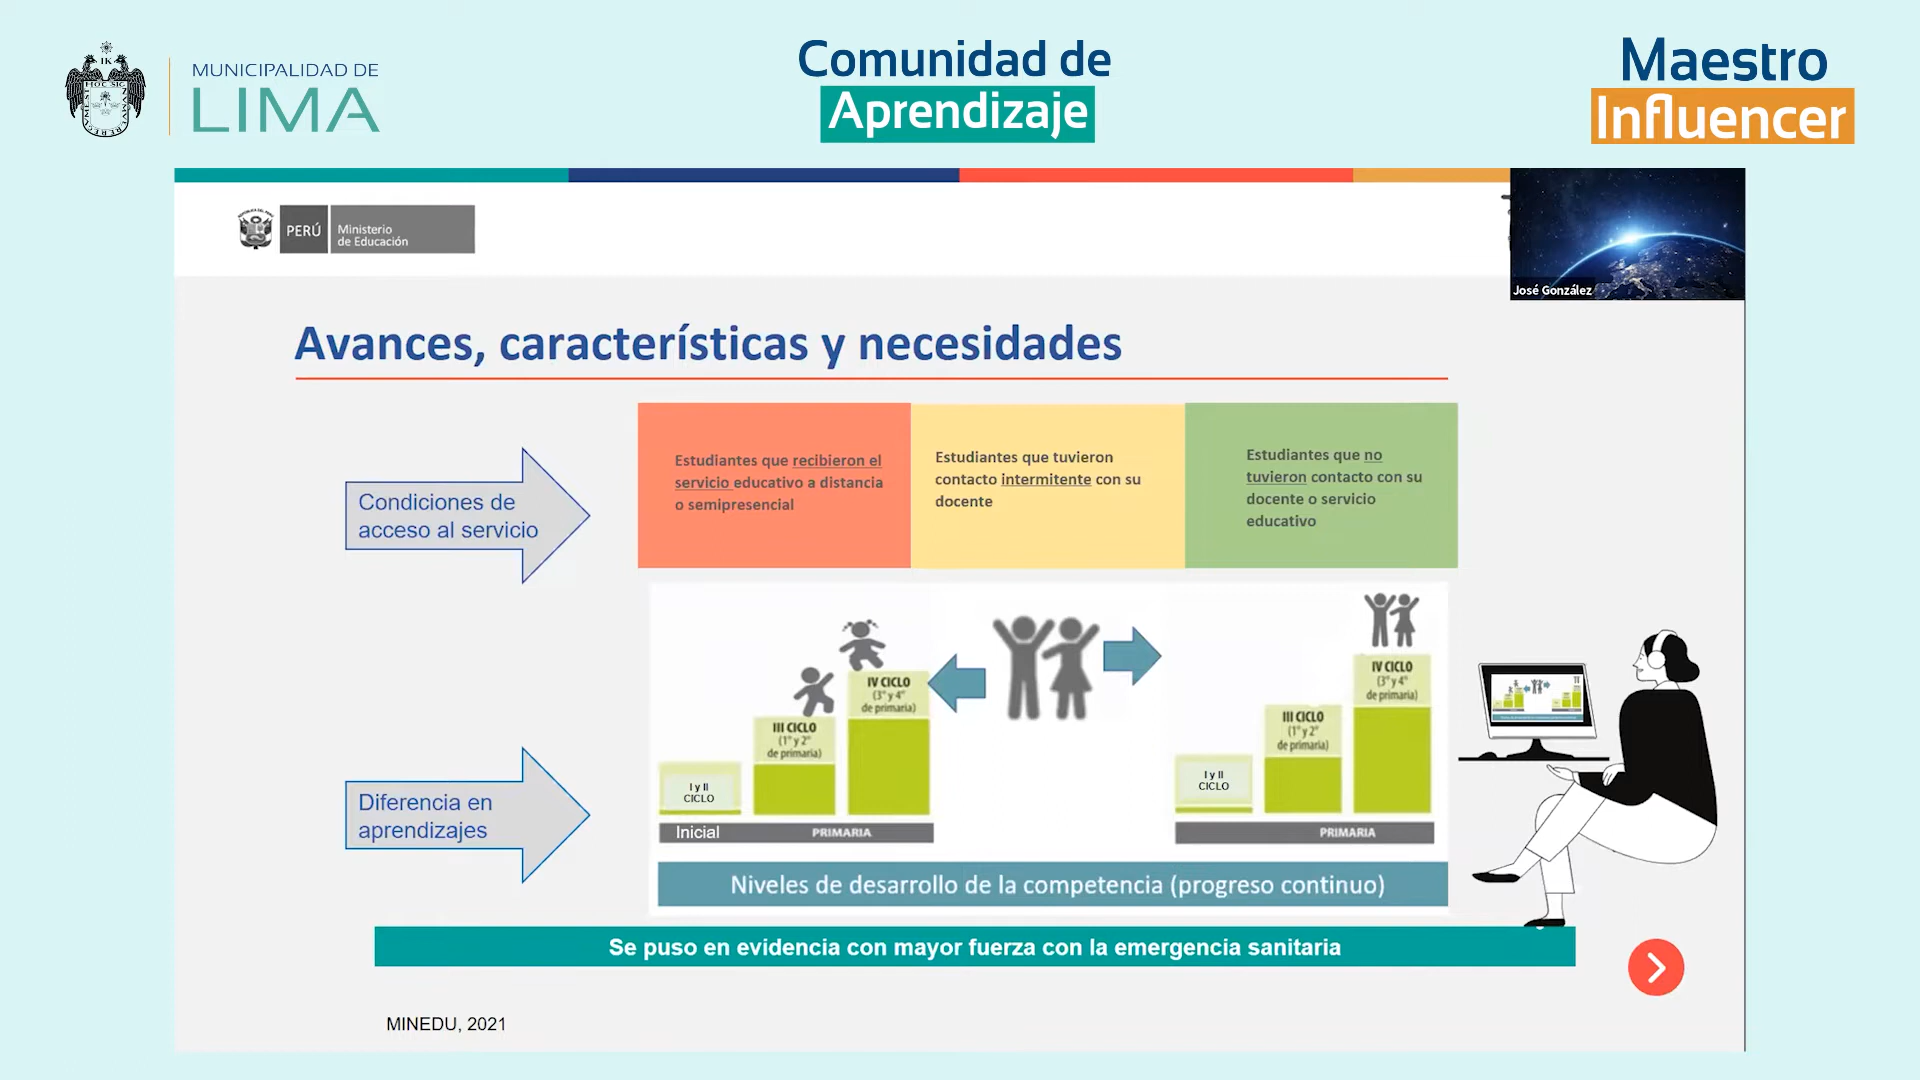 MUNICIPALIDAD DE
LIMA
Comunidad de
Aprendizaje
Maestro
Influencer
PERÚ
Ministerio
de Educación
José González
Avances, características y necesidades
Condiciones de
acceso al servicio
Estudiantes que recibieron el
servicio educativo a distancia
o semipresencial
Estudiantes que tuvieron
contacto intermitente con su
docente
Estudiantes que no
tuvieron contacto con su
docente o servicio
educativo
Diferencia en
aprendizajes
I y II
CICLO
III CICLO
(1° y 2°
de primaria)
IV CICLO
(3° y 4°
de primaria)
Inicial
PRIMARIA
I y II
CICLO
III CICLO
(1° y 2°
de primaria)
IV CICLO
(3° y 4°
de primaria)
PRIMARIA
Niveles de desarrollo de la competencia (progreso continuo)
Se puso en evidencia con mayor fuerza con la emergencia sanitaria
MINEDU, 2021